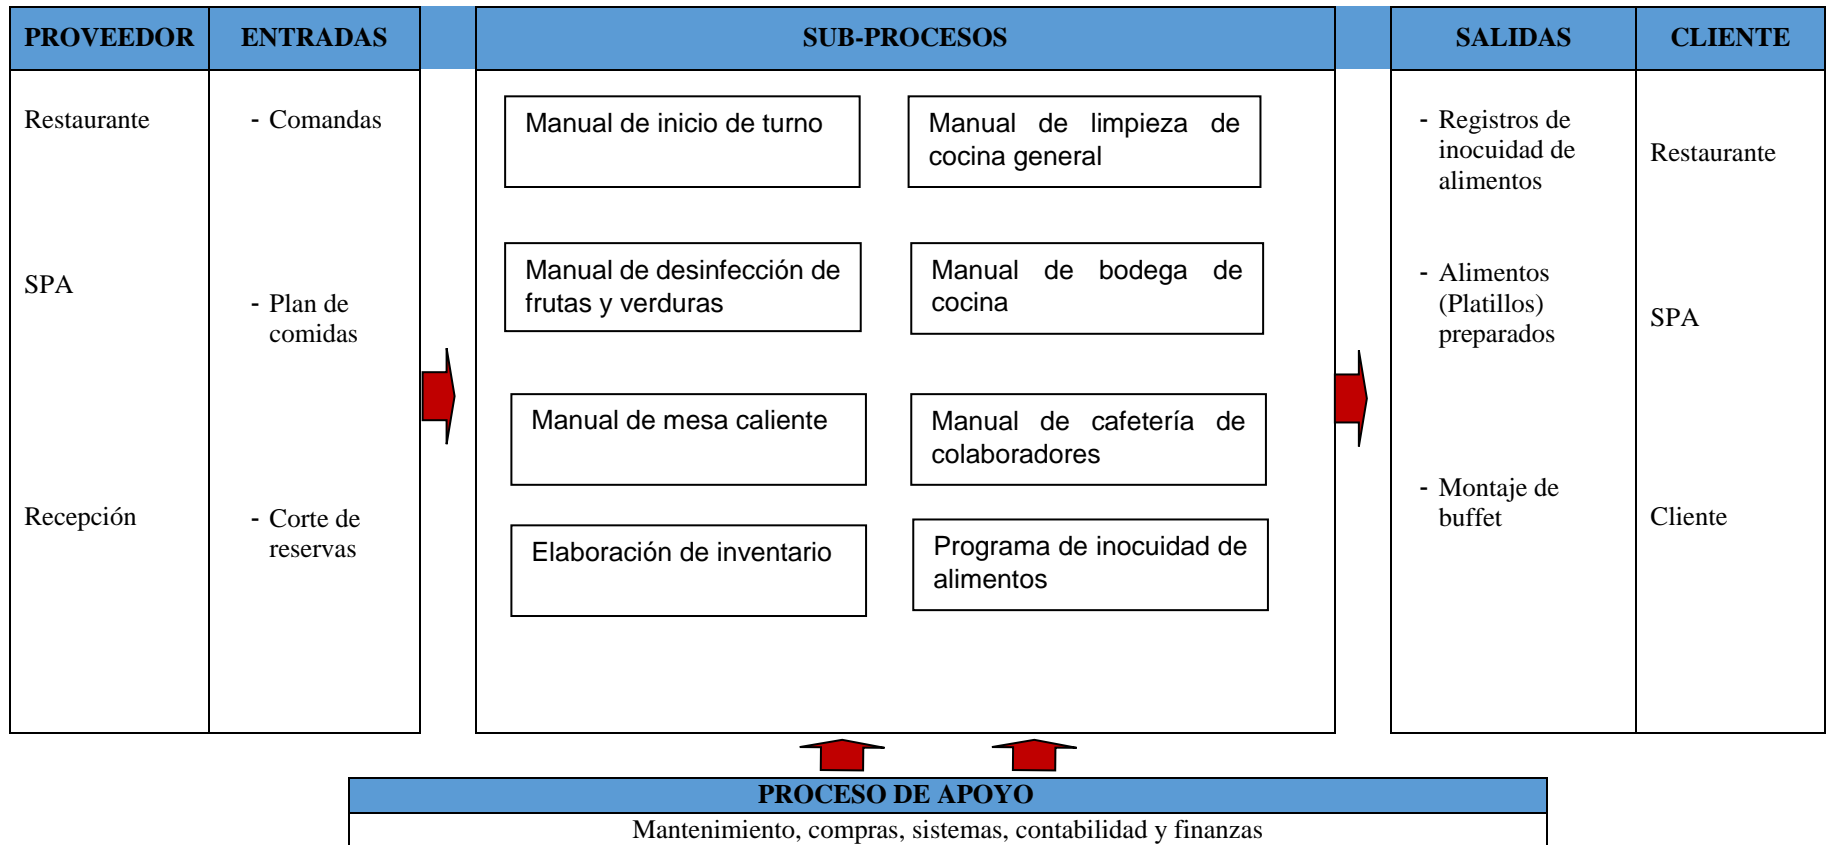 PROVEEDOR
ENTRADAS
SUB-PROCESOS
SALIDAS
CLIENTE
Restaurante
SPA
Recepción
- Comandas
- Plan de
comidas
- Corte de
reservas
Manual de inicio de turno
Manual de limpieza de
cocina general
Manual de desinfección de
frutas y verduras
Manual de bodega de
cocina
Manual de mesa caliente
Manual de cafetería de
colaboradores
Elaboración de inventario
Programa de inocuidad de
alimentos
- Registros de
inocuidad de
alimentos
- Alimentos
(Platillos)
preparados
- Montaje de
buffet
Restaurante
SPA
Cliente
PROCESO DE APOYO
Mantenimiento, compras, sistemas, contabilidad y finanzas